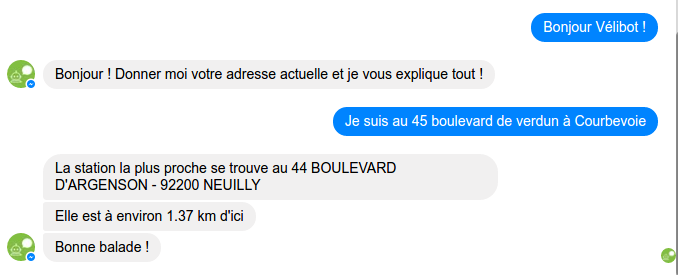 Bonjour Vélibot !
Bonjour ! Donner moi votre adresse actuelle et je vous explique tout !
Je suis au 45 boulevard de verdun à Courbevoie
La station la plus proche se trouve au 44 BOULEVARD
D'ARGENSON - 92200 NEUILLY
Elle est à environ 1.37 km d'ici
Bonne balade !